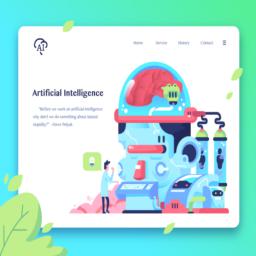 AI
Home Service History Contact
Artificial Intelligence
"Before we work on artificial intelligence
why don't we do something about natural
stupidity?" - Steve Polyak